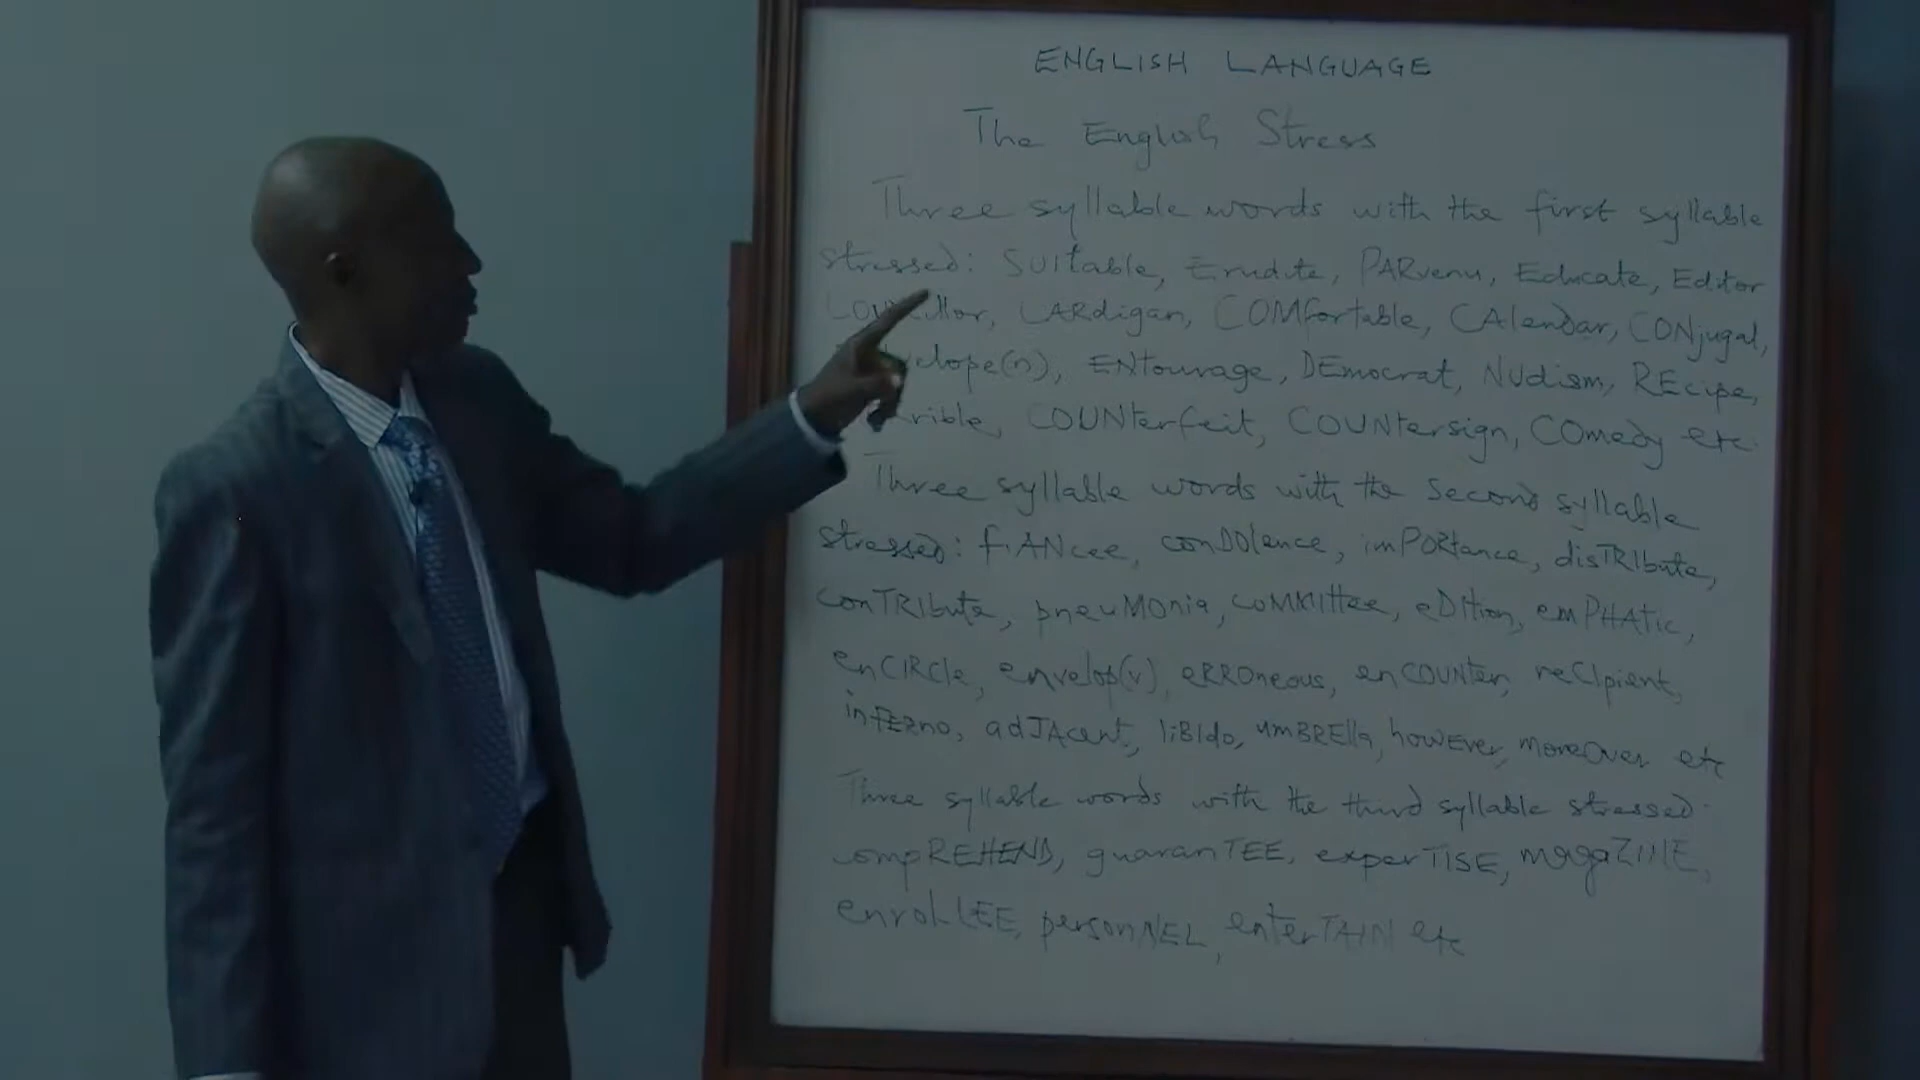 ENGLISH LANGUAGE
The English Stress
Three syllable words with the first syllable
stressed: SUItable, Erudite, PARvenu, Educate, Editor
CARdigan, COMfortable, CAlendar, CONjugal,
ENtourage, DEmocrat, NUdism, REcipe,
COUNterfeit, COUNtersign, COmedy etc.
Three syllable words with the second syllable
stressed: fiANcee, conDOlence, imPORtance, disTRIbute,
conTRIbute, pneuMOnia, coMMIttee, eDItion, emPHAtic,
enCIRcle, envelop(v), eRROneous, enCOUNter, reCIpient,
inFERno, adJAcent, liBIdo, umBRElla, howEver, moreOver etc
Three syllable words with the third syllable stressed:
compREHEND, guaranTEE, experTISE, magaZINE,
enrolLEE, personNEL, enterTAIN etc